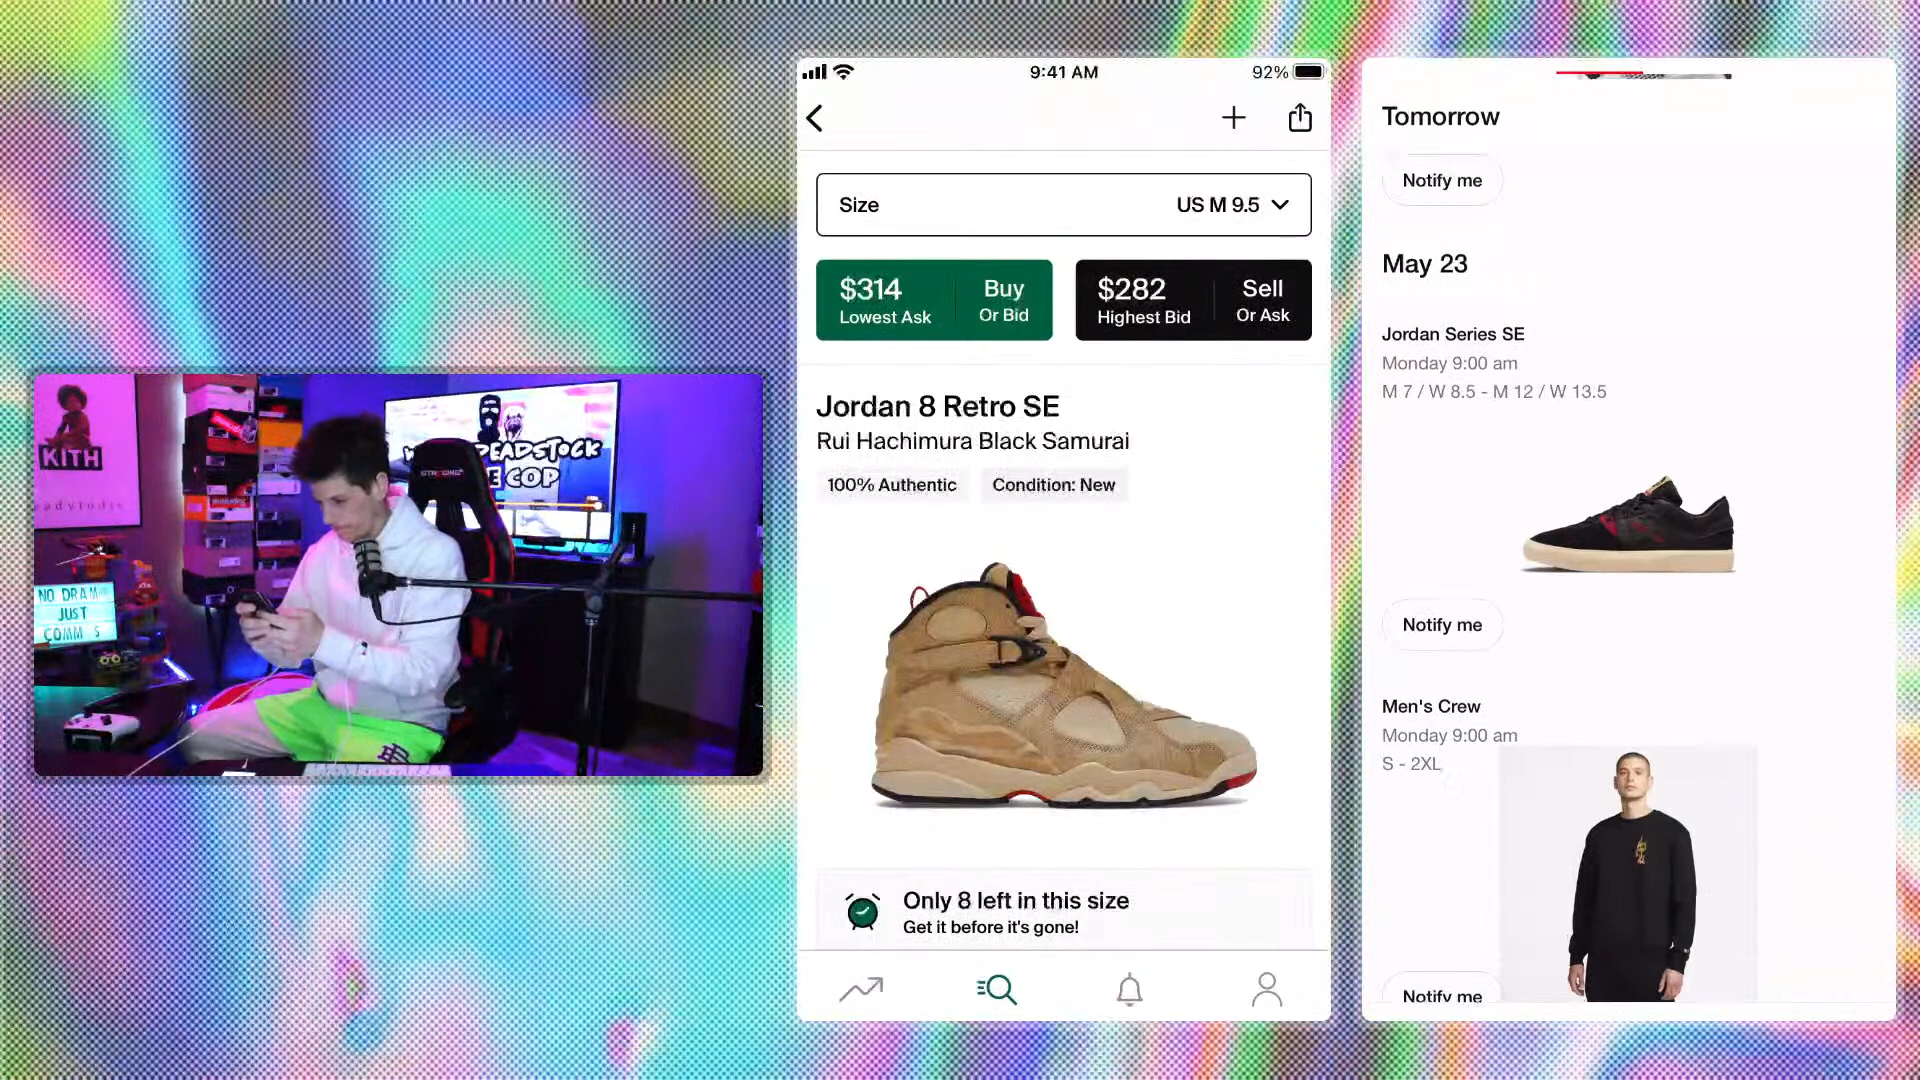 KITH
NO DRAM
JUST
COMM S
DEADSTOCK
E COP
9:41 AM
92%
Size
US M 9.5
$314
Lowest Ask
Buy
Or Bid
$282
Highest Bid
Sell
Or Ask
Jordan 8 Retro SE
Rui Hachimura Black Samurai
100% Authentic
Condition: New
Only 8 left in this size
Get it before it's gone!
Tomorrow
Notify me
May 23
Jordan Series SE
Monday 9:00 am
M 7 / W 8.5 - M 12 / W 13.5
Notify me
Men's Crew
Monday 9:00 am
S - 2XL
Notify me